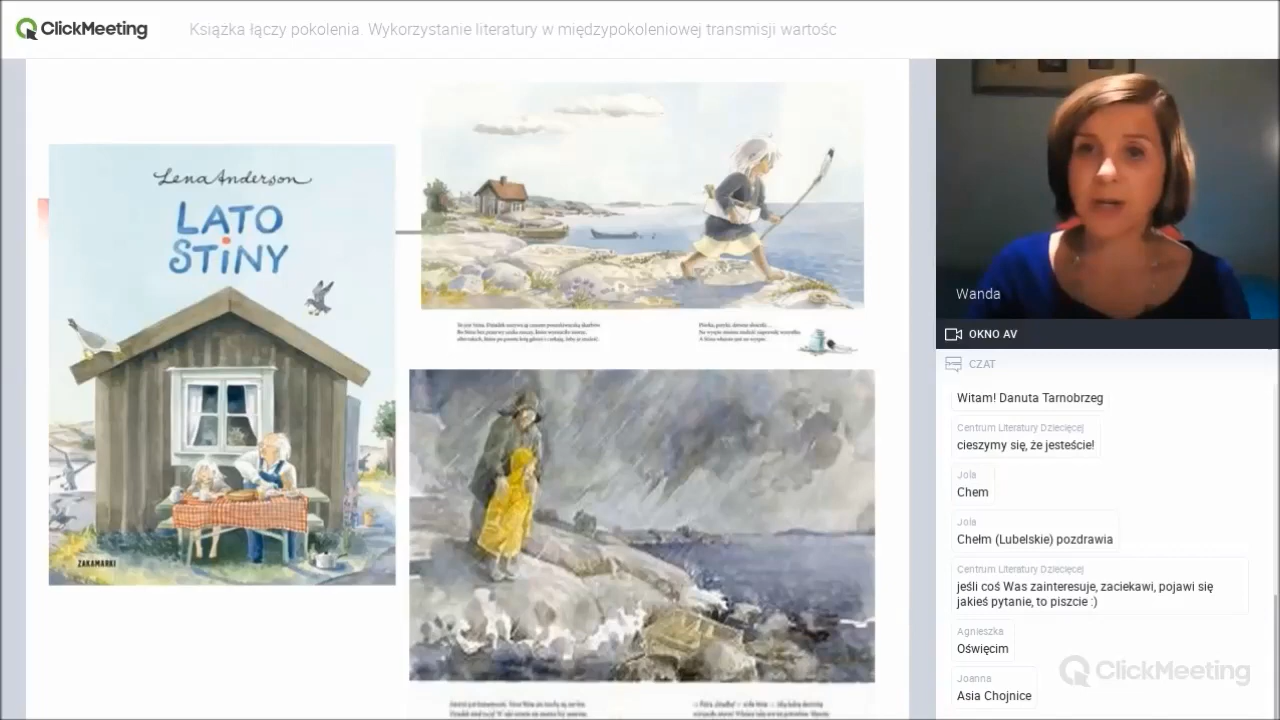 ClickMeeting
Książka łączy pokolenia. Wykorzystanie literatury w międzypokoleniowej transmisji wartośc
Lena Anderson
LATO
STINY
ZAKAMARKI
Wanda
OKNO AV
CZAT
Witam! Danuta Tarnobrzeg
Centrum Literatury Dziecięcej
cieszymy się, że jesteście!
Jola
Chem
Jola
Chełm (Lubelskie) pozdrawia
Centrum Literatury Dziecięcej
jeśli coś Was zainteresuje, zaciekawi, pojawi się
jakieś pytanie, to piszcie :)
Agnieszka
Oświęcim
Joanna
Asia Chojnice
ClickMeeting